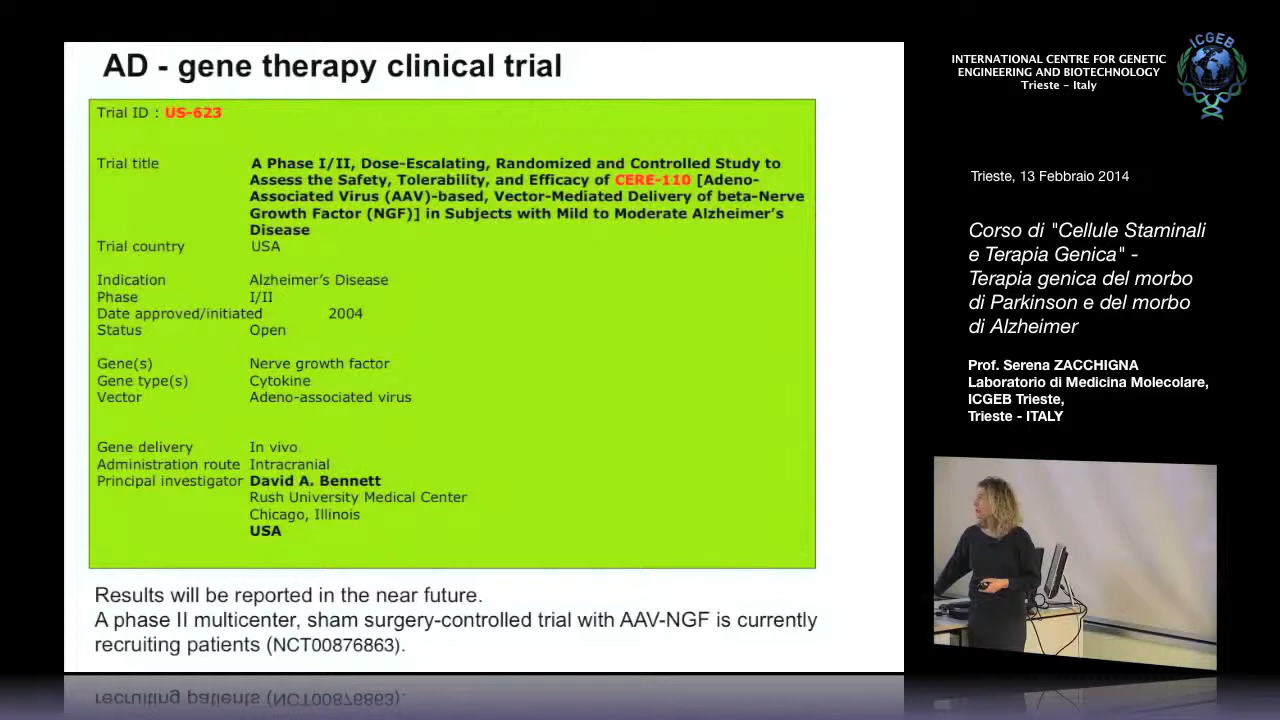 AD - gene therapy clinical trial
Trial ID : US-623
Trial title A Phase I/II, Dose-Escalating, Randomized and Controlled Study to
Assess the Safety, Tolerability, and Efficacy of CERE-110 [Adeno-
Associated Virus (AAV)-based, Vector-Mediated Delivery of beta-Nerve
Growth Factor (NGF)] in Subjects with Mild to Moderate Alzheimer's
Disease
Trial country USA
Indication Alzheimer's Disease
Phase I/II
Date approved/initiated 2004
Status Open
Gene(s) Nerve growth factor
Gene type(s) Cytokine
Vector Adeno-associated virus
Gene delivery In vivo
Administration route Intracranial
Principal investigator David A. Bennett
Rush University Medical Center
Chicago, Illinois
USA
Results will be reported in the near future.
A phase II multicenter, sham surgery-controlled trial with AAV-NGF is currently
recruiting patients (NCT00876863).
INTERNATIONAL CENTRE FOR GENETIC
ENGINEERING AND BIOTECHNOLOGY
Trieste - Italy
ICGEB
Trieste, 13 Febbraio 2014
Corso di "Cellule Staminali
e Terapia Genica" -
Terapia genica del morbo
di Parkinson e del morbo
di Alzheimer
Prof. Serena ZACCHIGNA
Laboratorio di Medicina Molecolare,
ICGEB Trieste,
Trieste - ITALY